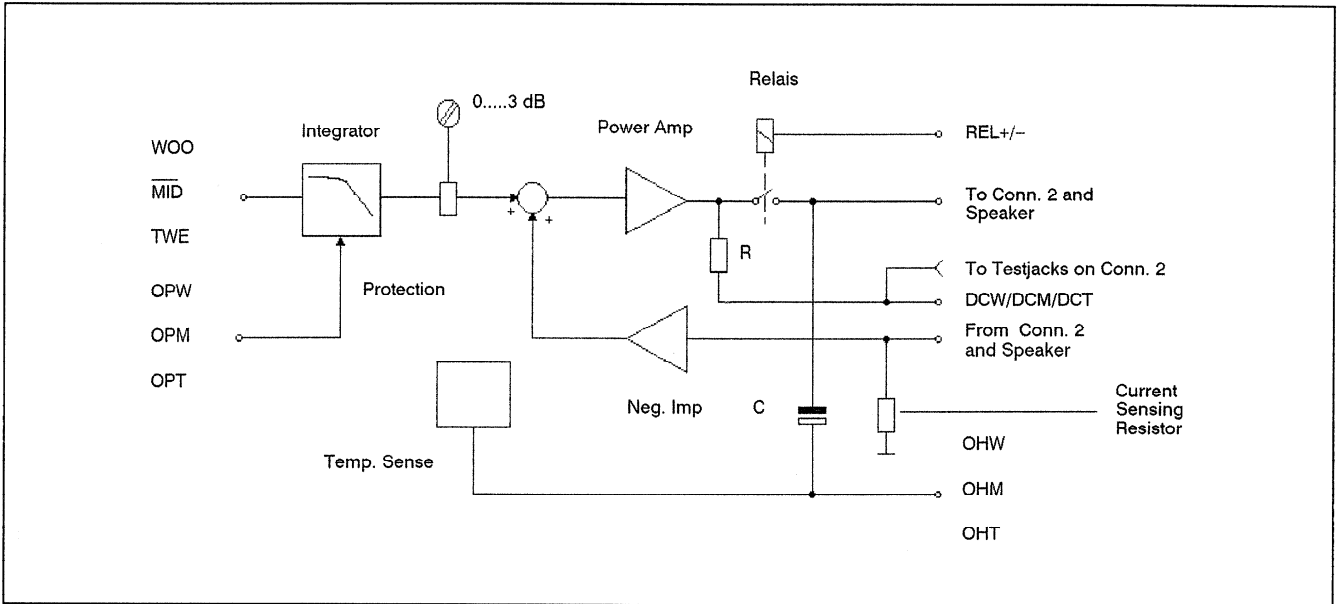 Relais
0.....3 dB
Integrator
Power Amp
WOO
REL+/−
MID
To Conn. 2 and
Speaker
+
+
TWE
R
To Testjacks on Conn. 2
OPW
Protection
DCW/DCM/DCT
OPM
From Conn. 2
and Speaker
OPT
Neg. Imp
C
Current
Sensing
Resistor
OHW
Temp. Sense
OHM
OHT